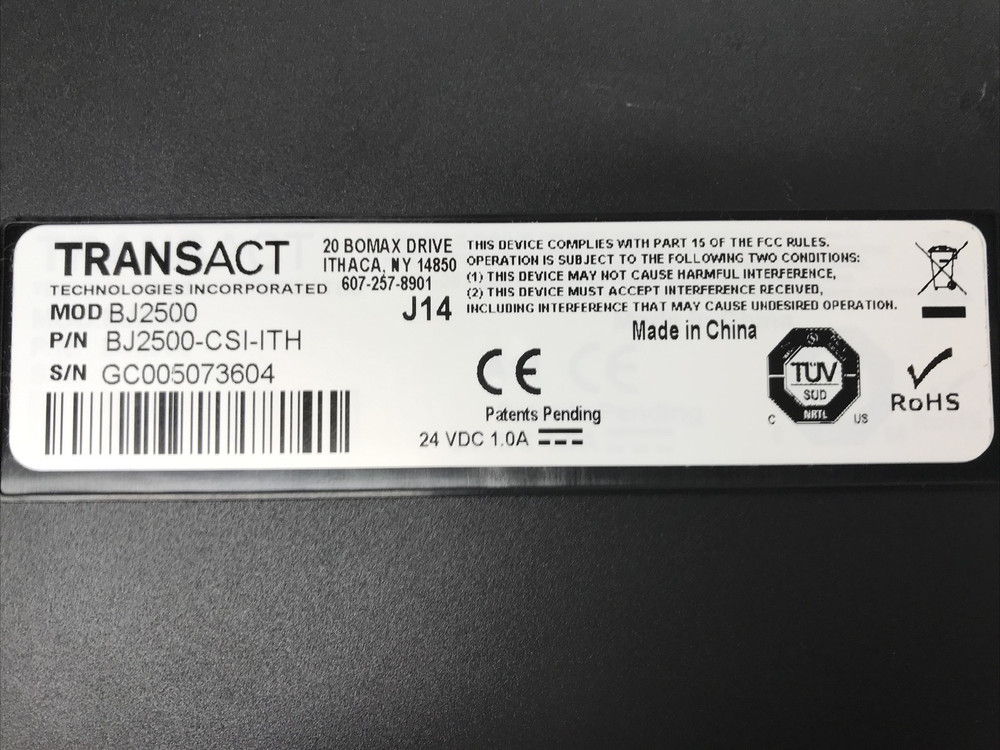 TRANSACT
TECHNOLOGIES INCORPORATED
20 BOMAX DRIVE
ITHACA, NY 14850
607-257-8901
J14
THIS DEVICE COMPLIES WITH PART 15 OF THE FCC RULES.
OPERATION IS SUBJECT TO THE FOLLOWING TWO CONDITIONS:
(1) THIS DEVICE MAY NOT CAUSE HARMFUL INTERFERENCE,
(2) THIS DEVICE MUST ACCEPT INTERFERENCE RECEIVED,
INCLUDING INTERFERENCE THAT MAY CAUSE UNDESIRED OPERATION.
MOD BJ2500
P/N BJ2500-CSI-ITH
S/N GC005073604
Made in China
CE
Patents Pending
24 VDC 1.0A
TÜV
SÜD
NRTL
C US
RoHS